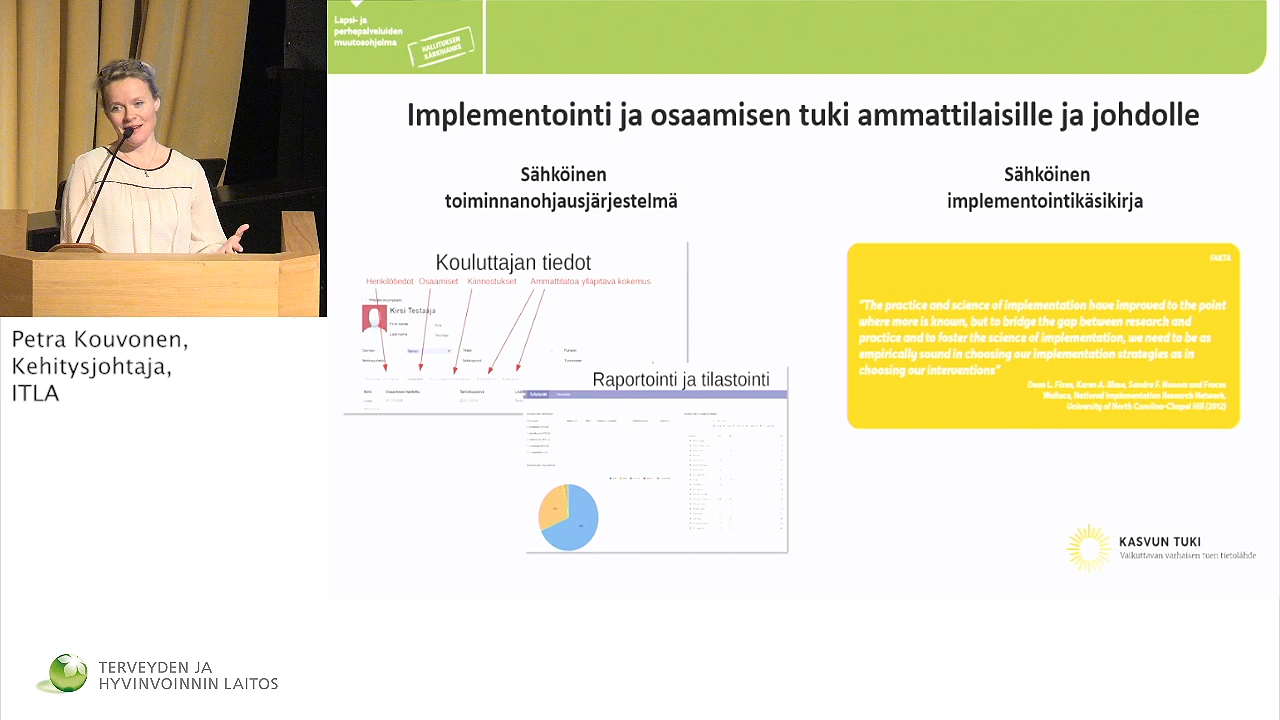 Lapsi- ja
perhepalveluiden
muutosohjelma
HALLITUKSEN
KÄRKIHANKE
Implementointi ja osaamisen tuki ammattilaisille ja johdolle
Sähköinen
toiminnanohjausjärjestelmä
Sähköinen
implementointikäsikirja
Kouluttajan tiedot
Henkilötiedot Osaamiset Kiinnostukset Ammattitaitoa ylläpitävä kokemus
Kirsi Testaaja
Raportointi ja tilastointi
FAKTA
"The practice and science of implementation have improved to the point
where more is known, but to bridge the gap between research and
practice and to foster the science of implementation, we need to be as
empirically sound in choosing our implementation strategies as in
choosing our interventions"
Dean L. Fixen, Karen A. Blase, Sandra F. Naoom and Frances
Wallace, National Implementation Research Network,
University of North Carolina-Chapel Hill (2012)
KASVUN TUKI
Vaikuttavan varhaisen tuen tietolähde
Petra Kouvonen,
Kehitysjohtaja,
ITLA
TERVEYDEN JA
HYVINVOINNIN LAITOS